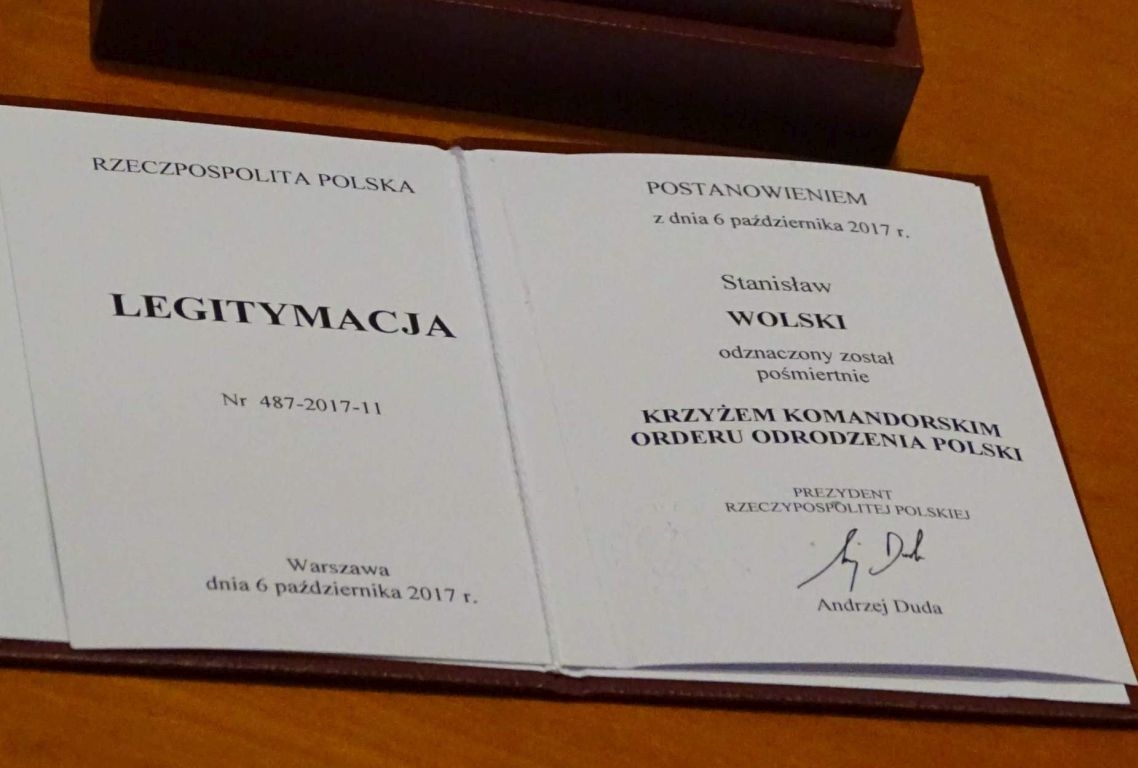 RZECZPOSPOLITA POLSKA
LEGITYMACJA
Nr 487-2017-11
Warszawa
dnia 6 października 2017 r.
POSTANOWIENIEM
z dnia 6 października 2017 r.
Stanisław
WOLSKI
odznaczony został
pośmiertnie
KRZYŻEM KOMANDORSKIM
ORDERU ODRODZENIA POLSKI
PREZYDENT
RZECZYPOSPOLITEJ POLSKIEJ
Andrzej Duda